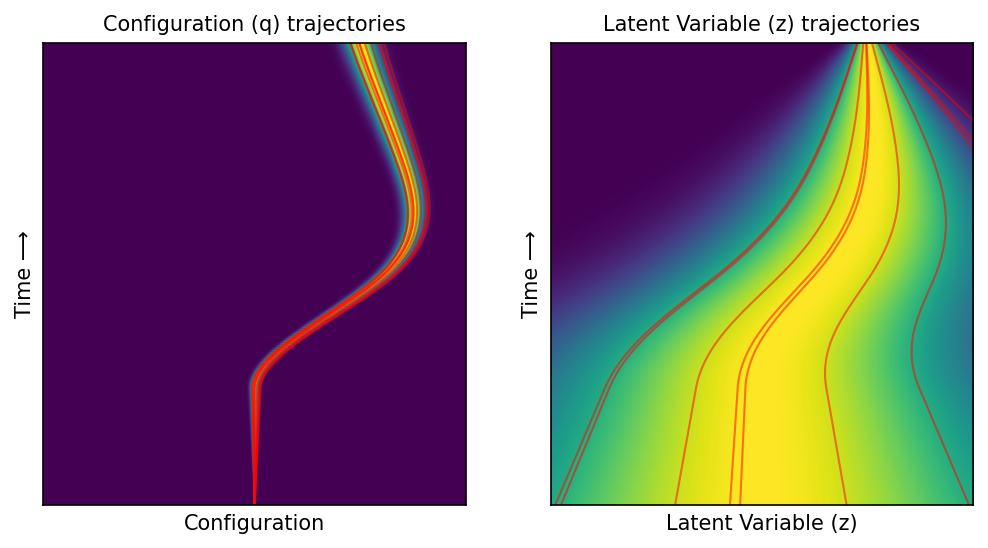 Configuration (q) trajectories
Time ⟶
Configuration
Latent Variable (z) trajectories
Time ⟶
Latent Variable (z)